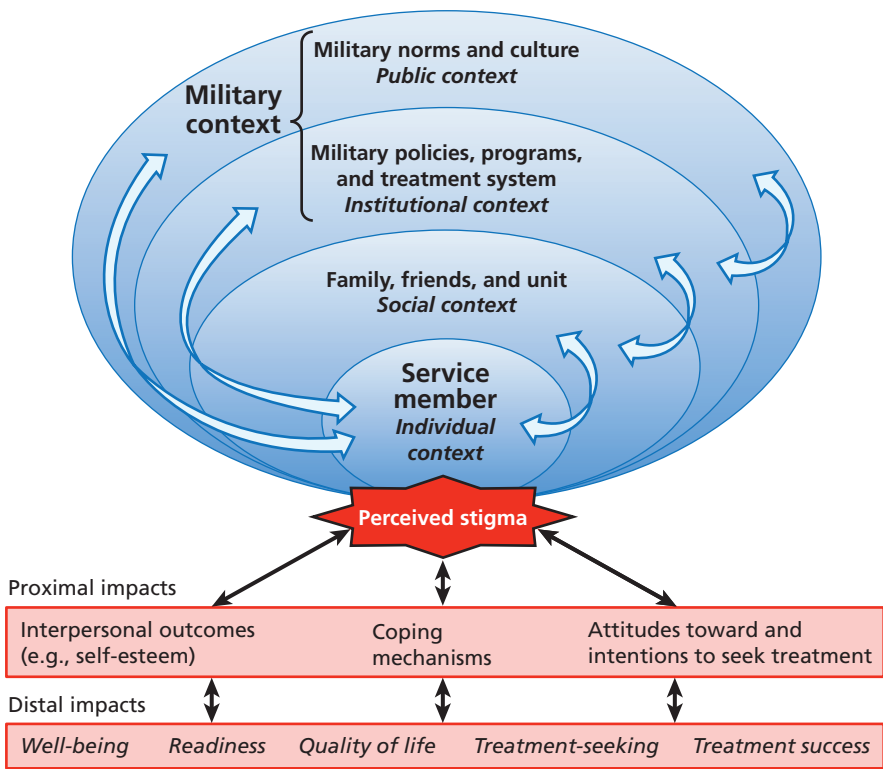 Military norms and culture
Public context
Military
context
Military policies, programs,
and treatment system
Institutional context
Family, friends, and unit
Social context
Service
member
Individual
context
Perceived stigma
Proximal impacts
Interpersonal outcomes
(e.g., self-esteem)
Coping
mechanisms
Attitudes toward and
intentions to seek treatment
Distal impacts
Well-being Readiness Quality of life Treatment-seeking Treatment success